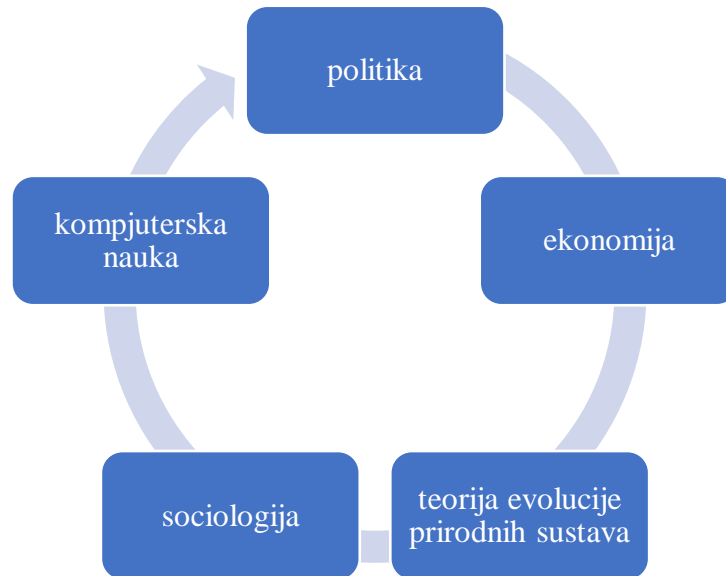 politika
ekonomija
teorija evolucije
prirodnih sustava
sociologija
kompjuterska
nauka